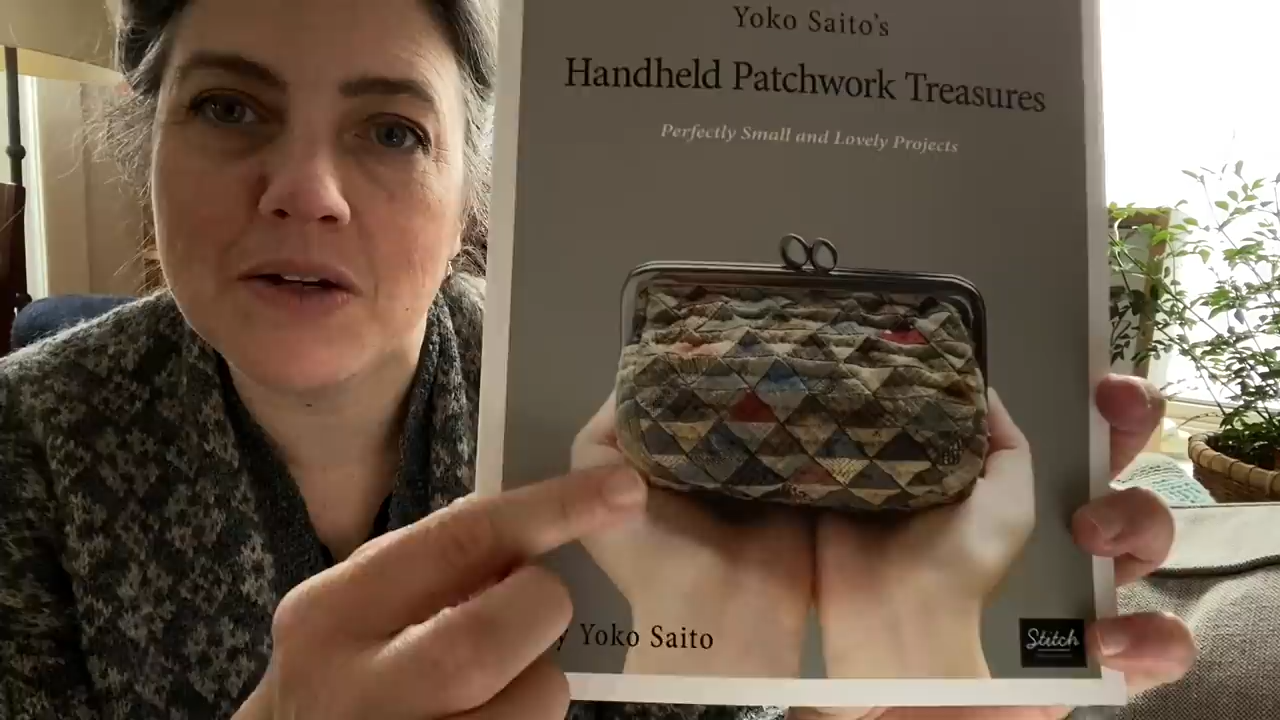 Yoko Saito's
Handheld Patchwork Treasures
Perfectly Small and Lovely Projects
Yoko Saito
Stitch